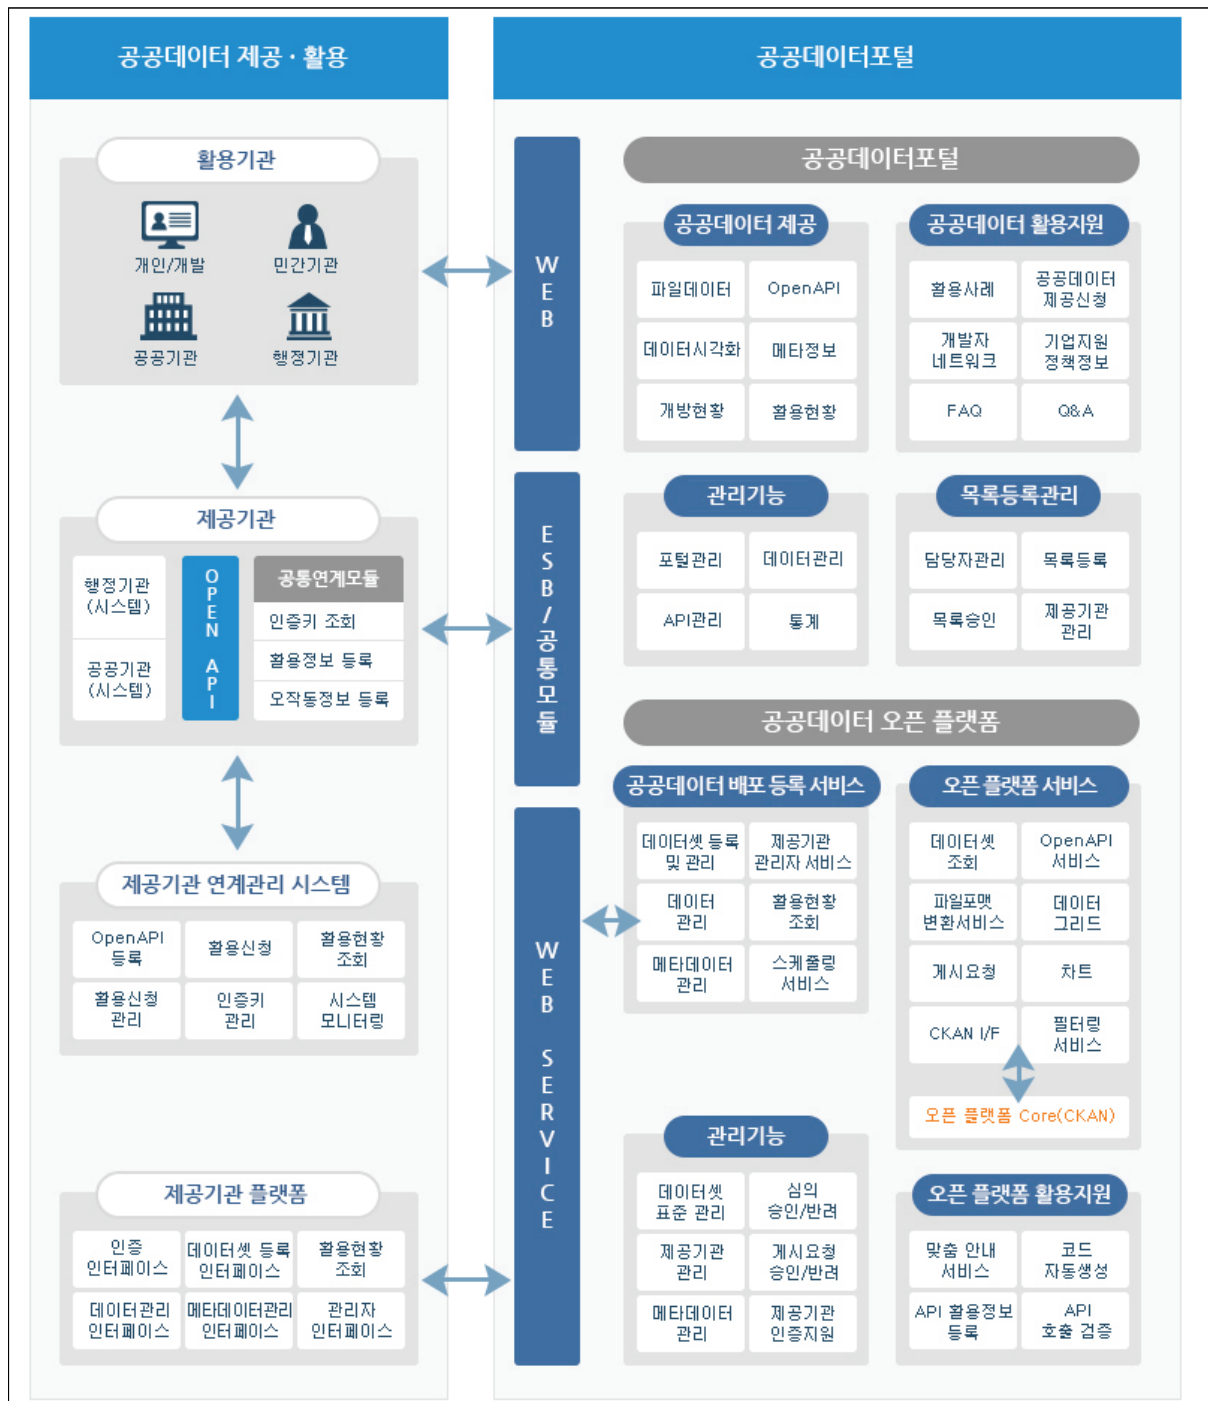 공공데이터 제공 · 활용
활용기관
개인/개발
민간기관
공공기관
행정기관
제공기관
행정기관
(시스템)
공공기관
(시스템)
OPEN API
공통연계모듈
인증키 조회
활용정보 등록
오작동정보 등록
제공기관 연계관리 시스템
OpenAPI
등록
활용신청
활용현황
조회
활용신청
관리
인증키
관리
시스템
모니터링
제공기관 플랫폼
인증
인터페이스
데이터셋 등록
인터페이스
활용현황
조회
데이터관리
인터페이스
메타데이터관리
인터페이스
관리자
인터페이스
공공데이터포털
WEB
ESB/공통모듈
WEB SERVICE
공공데이터포털
공공데이터 제공
파일데이터
OpenAPI
데이터시각화
메타정보
개방현황
활용현황
공공데이터 활용지원
활용사례
공공데이터
제공신청
개발자
네트워크
기업지원
정책정보
FAQ
Q&A
관리기능
포털관리
데이터관리
API관리
통계
목록등록관리
담당자관리
목록등록
목록승인
제공기관
관리
공공데이터 오픈 플랫폼
공공데이터 배포 등록 서비스
데이터셋 등록
및 관리
제공기관
관리자 서비스
데이터
관리
활용현황
조회
메타데이터
관리
스케쥴링
서비스
오픈 플랫폼 서비스
데이터셋
조회
OpenAPI
서비스
파일포맷
변환서비스
데이터
그리드
게시요청
차트
CKAN I/F
필터링
서비스
오픈 플랫폼 Core(CKAN)
관리기능
데이터셋
표준 관리
심의
승인/반려
제공기관
관리
게시요청
승인/반려
메타데이터
관리
제공기관
인증지원
오픈 플랫폼 활용지원
맞춤 안내
서비스
코드
자동생성
API 활용정보
등록
API
호출 검증